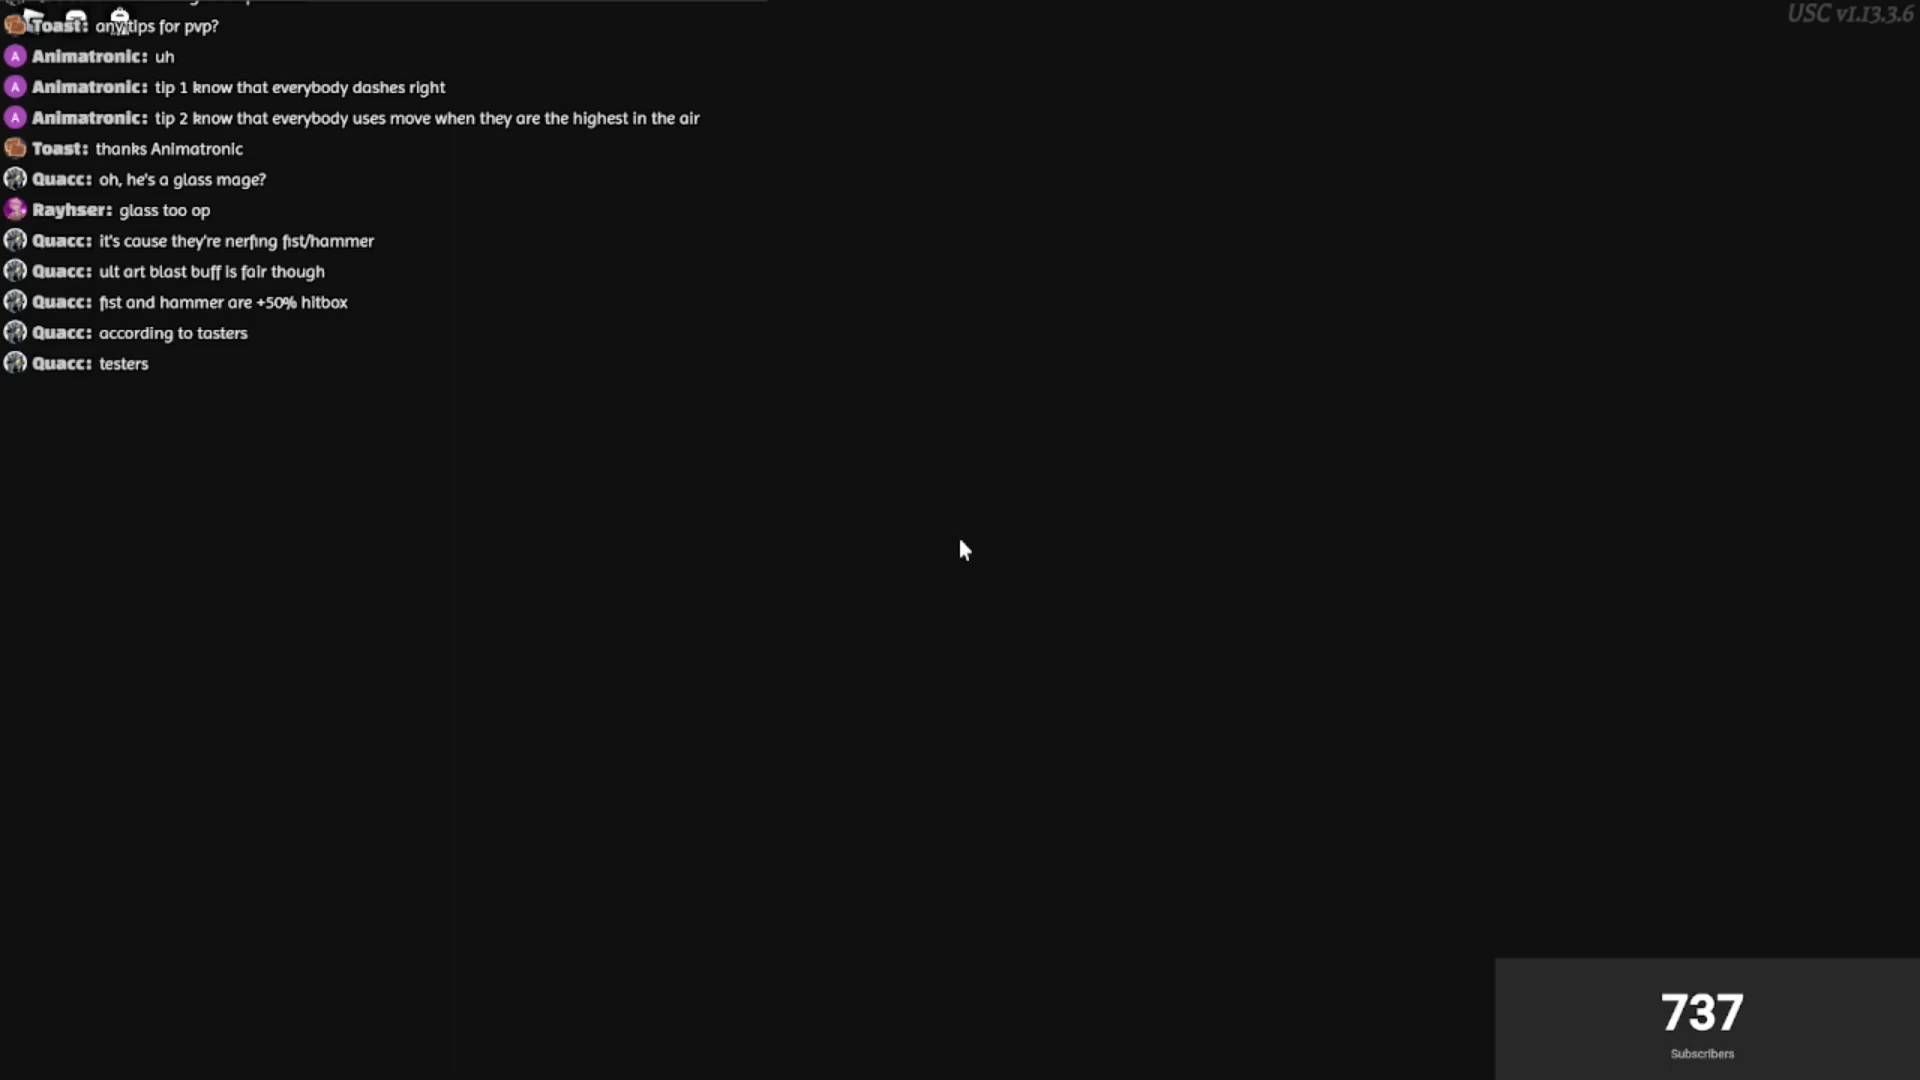 USC v1.13.3.6
Toast: any tips for pvp?
Animatronic: uh
Animatronic: tip 1 know that everybody dashes right
Animatronic: tip 2 know that everybody uses move when they are the highest in the air
Toast: thanks Animatronic
Quacc: oh, he's a glass mage?
Rayhser: glass too op
Quacc: it's cause they're nerfing fist/hammer
Quacc: ult art blast buff is fair though
Quacc: fist and hammer are +50% hitbox
Quacc: according to tasters
Quacc: testers
737
Subscribers